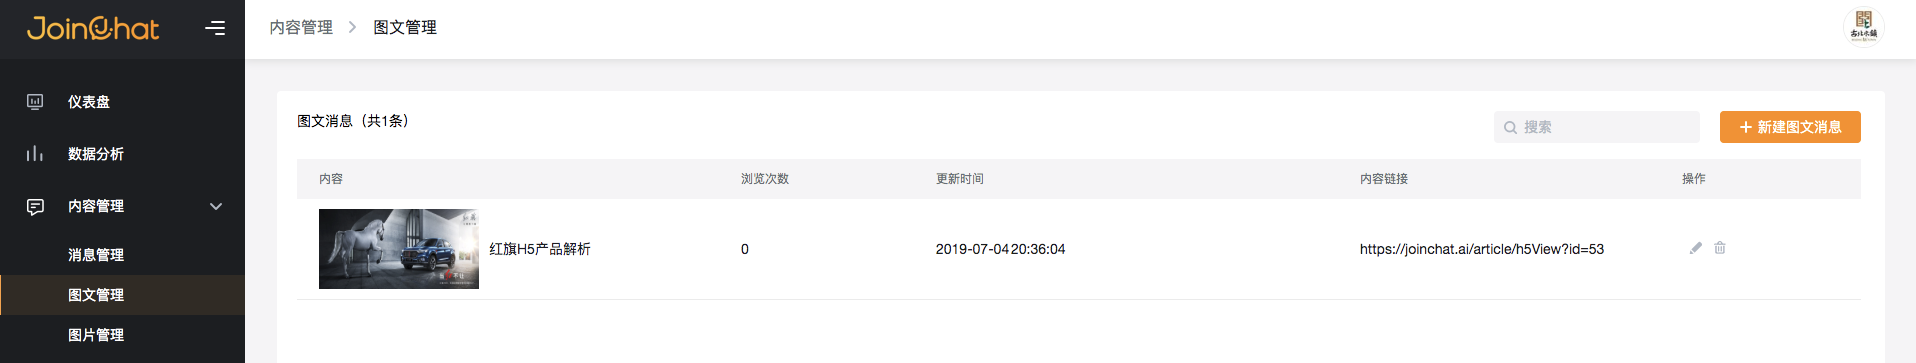 JoinChat
内容管理 > 图文管理
古北水镇
仪表盘
数据分析
内容管理
消息管理
图文管理
图片管理
图文消息（共1条）
搜索
+ 新建图文消息
内容 浏览次数 更新时间 内容链接 操作
红旗H5产品解析 0 2019-07-04 20:36:04 https://joinchat.ai/article/h5View?id=53